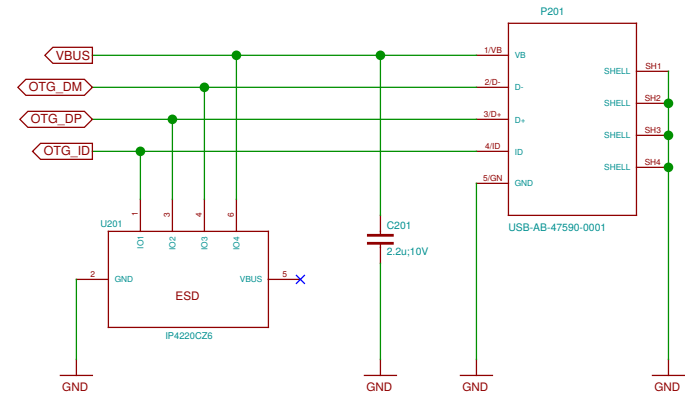 P201
VBUS
1/VB
VB
SHELL
SH1
OTG_DM
2/D-
D-
SHELL
SH2
OTG_DP
3/D+
D+
SHELL
SH3
OTG_ID
4/ID
ID
SHELL
SH4
5/GN
GND
USB-AB-47590-0001
U201
1
3
4
6
IO1
IO2
IO3
IO4
C201
2.2u;10V
2
GND
VBUS
5
ESD
IP4220CZ6
GND
GND
GND
GND